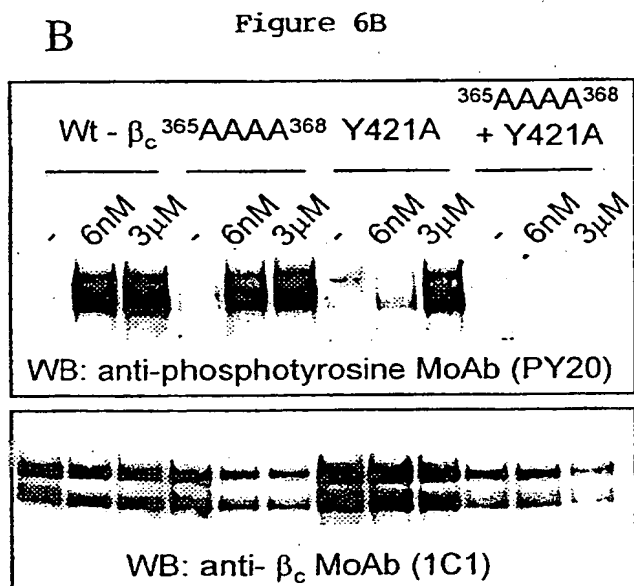 B
Figure 6B
Wt - βc ³⁶⁵AAAA³⁶⁸ Y421A ³⁶⁵AAAA³⁶⁸ + Y421A
- 6nM 3μM - 6nM 3μM - 6nM 3μM - 6nM 3μM
WB: anti-phosphotyrosine MoAb (PY20)
WB: anti- βc MoAb (1C1)